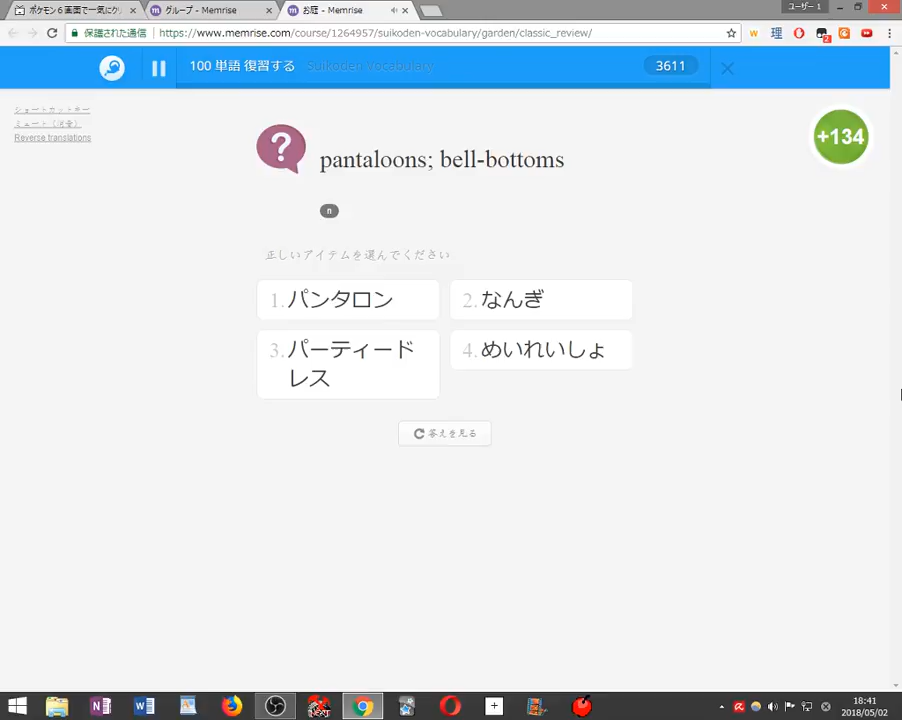 ポケモン６画面で一気にク
グループ - Memrise
お庭 - Memrise
ユーザー 1
保護された通信
https://www.memrise.com/course/1264957/suikoden-vocabulary/garden/classic_review/
100 単語 復習する
Suikoden Vocabulary
3611
ショートカットキー
Reverse translations
+134
pantaloons; bell-bottoms
n
正しいアイテムを選んでください
1. パンタロン
2. なんぎ
3. パーティード
レス
4. めいれいしょ
答えを見る
18:41
2018/05/02